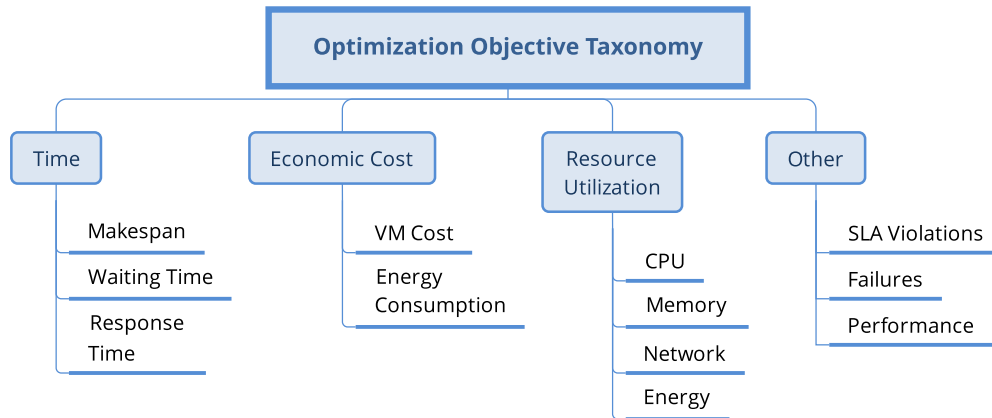 Optimization Objective Taxonomy
Time
Makespan
Waiting Time
Response
Time
Economic Cost
VM Cost
Energy
Consumption
Resource
Utilization
CPU
Memory
Network
Energy
Other
SLA Violations
Failures
Performance